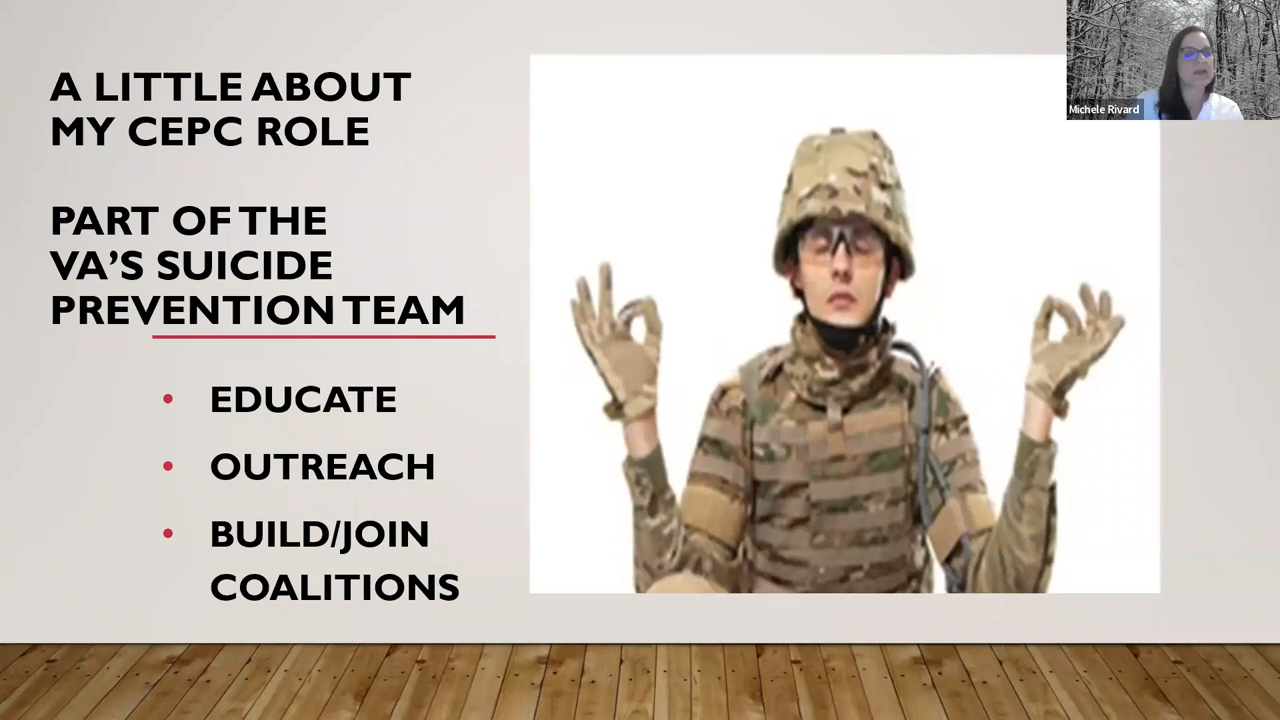 A LITTLE ABOUT
MY CEPC ROLE
PART OF THE
VA'S SUICIDE
PREVENTION TEAM
• EDUCATE
• OUTREACH
• BUILD/JOIN
COALITIONS
Michele Rivard